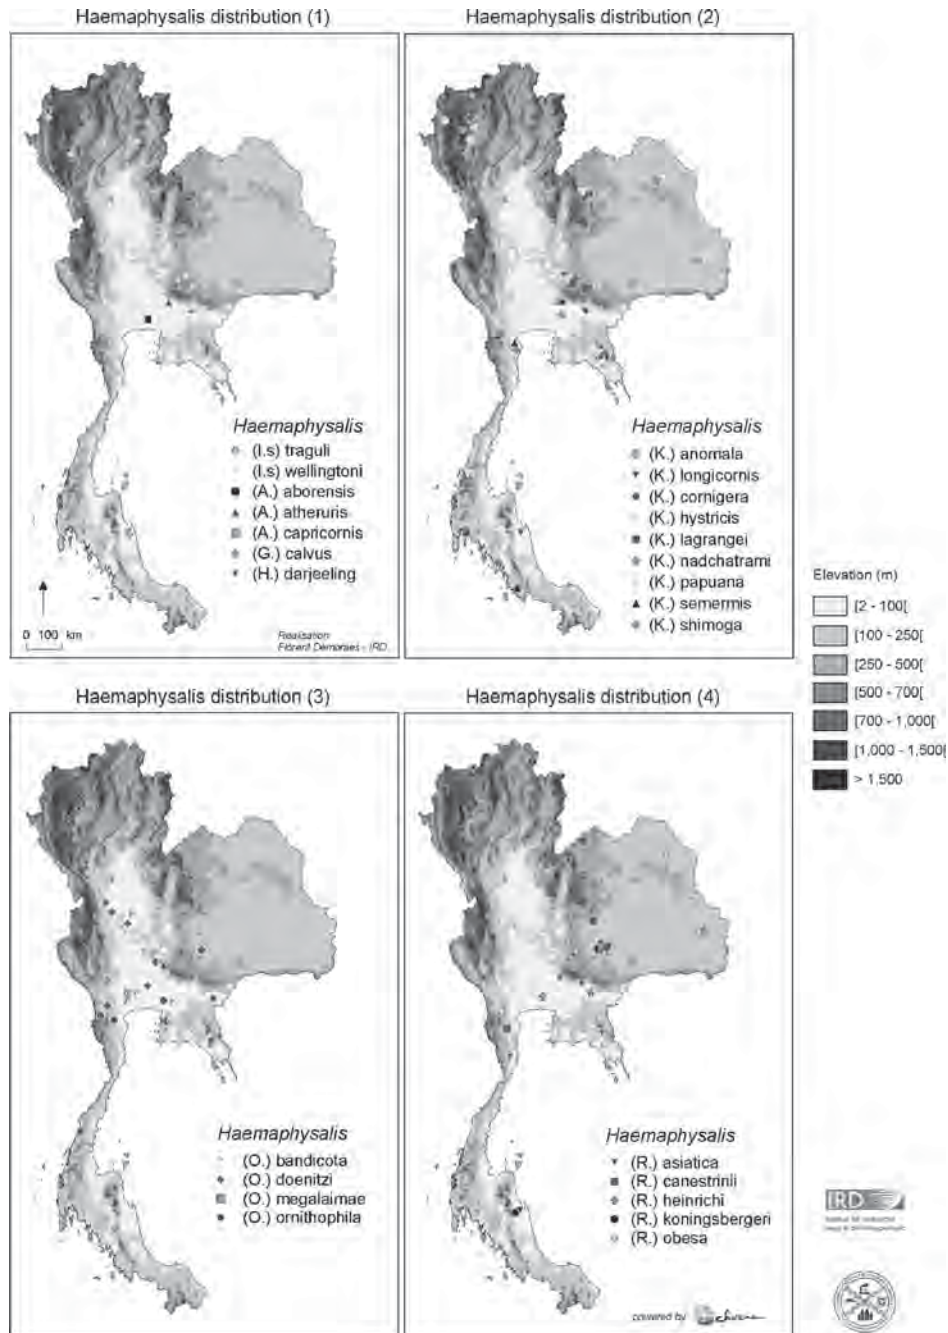 Haemaphysalis distribution (1)
Haemaphysalis distribution (2)
Haemaphysalis
(I.s) traguli
(I.s) wellingtoni
(A.) aborensis
(A.) atheruris
(A.) capricornis
(G.) calvus
(H.) darjeeling
0 100 km
Réalisation
Florent Demoraes - IRD
Haemaphysalis
(K.) anomala
(K.) longicornis
(K.) cornigera
(K.) hystricis
(K.) lagrangei
(K.) nadchatrami
(K.) papuana
(K.) semermis
(K.) shimoga
Elevation (m)
[2 - 100[
[100 - 250[
[250 - 500[
[500 - 700[
[700 - 1,000[
[1,000 - 1,500[
> 1,500
Haemaphysalis distribution (3)
Haemaphysalis distribution (4)
Haemaphysalis
(O.) bandicota
(O.) doenitzi
(O.) megalaimae
(O.) ornithophila
Haemaphysalis
(R.) asiatica
(R.) canestrinii
(R.) heinrichi
(R.) koningsbergeri
(R.) obesa
powered by
IRD